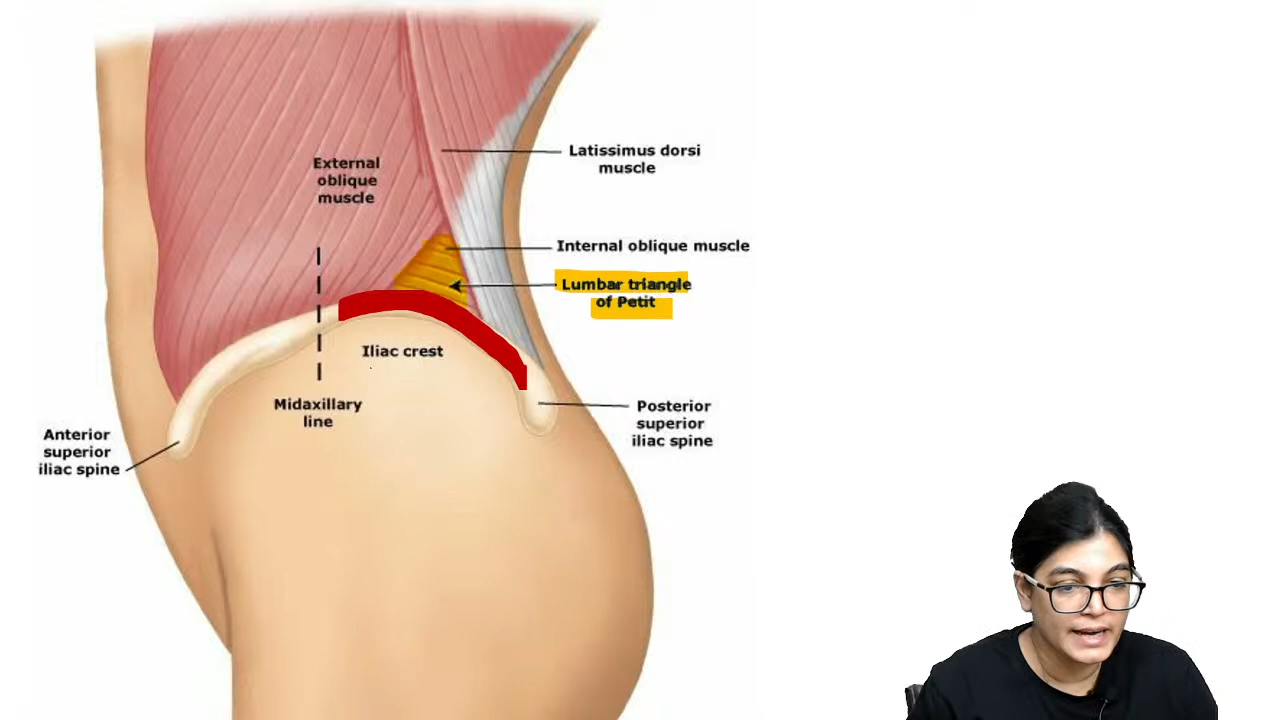 External
oblique
muscle
Latissimus dorsi
muscle
Internal oblique muscle
Lumbar triangle
of Petit
Iliac crest
Midaxillary
line
Anterior
superior
iliac spine
Posterior
superior
iliac spine